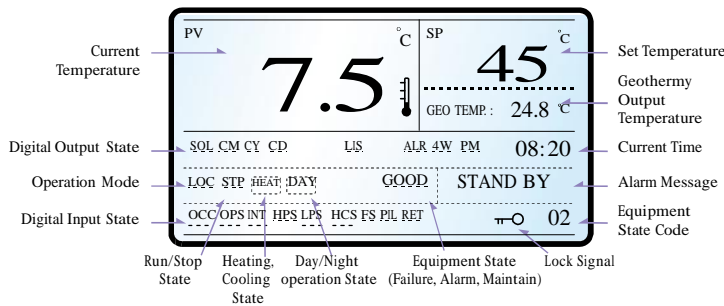 PV
°C
SP
°C
7.5
45
Current
Temperature
Set Temperature
GEO TEMP.: 24.8 °C
Geothermy
Output
Temperature
Digital Output State
SOL CM CY CD LIS ALR 4W PM 08:20
Current Time
Operation Mode
LOC STP HEAT DAY GOOD STAND BY
Alarm Message
Digital Input State
OCC OPS INT HPS LPS HCS FS PIL RET 02
Equipment
State Code
Run/Stop
State
Heating,
Cooling
State
Day/Night
operation State
Equipment State
(Failure, Alarm, Maintain)
Lock Signal